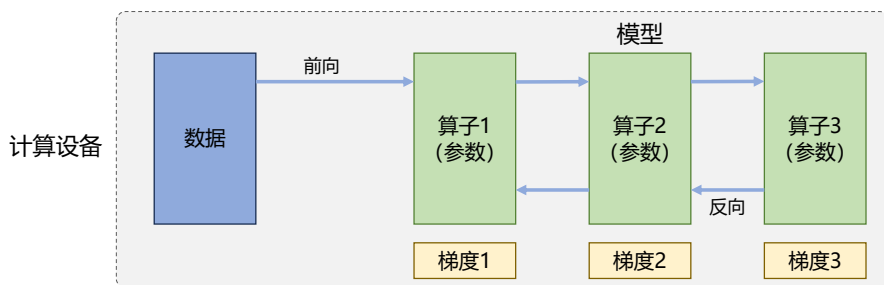 模型
前向
计算设备
数据
算子1
(参数)
算子2
(参数)
算子3
(参数)
反向
梯度1
梯度2
梯度3